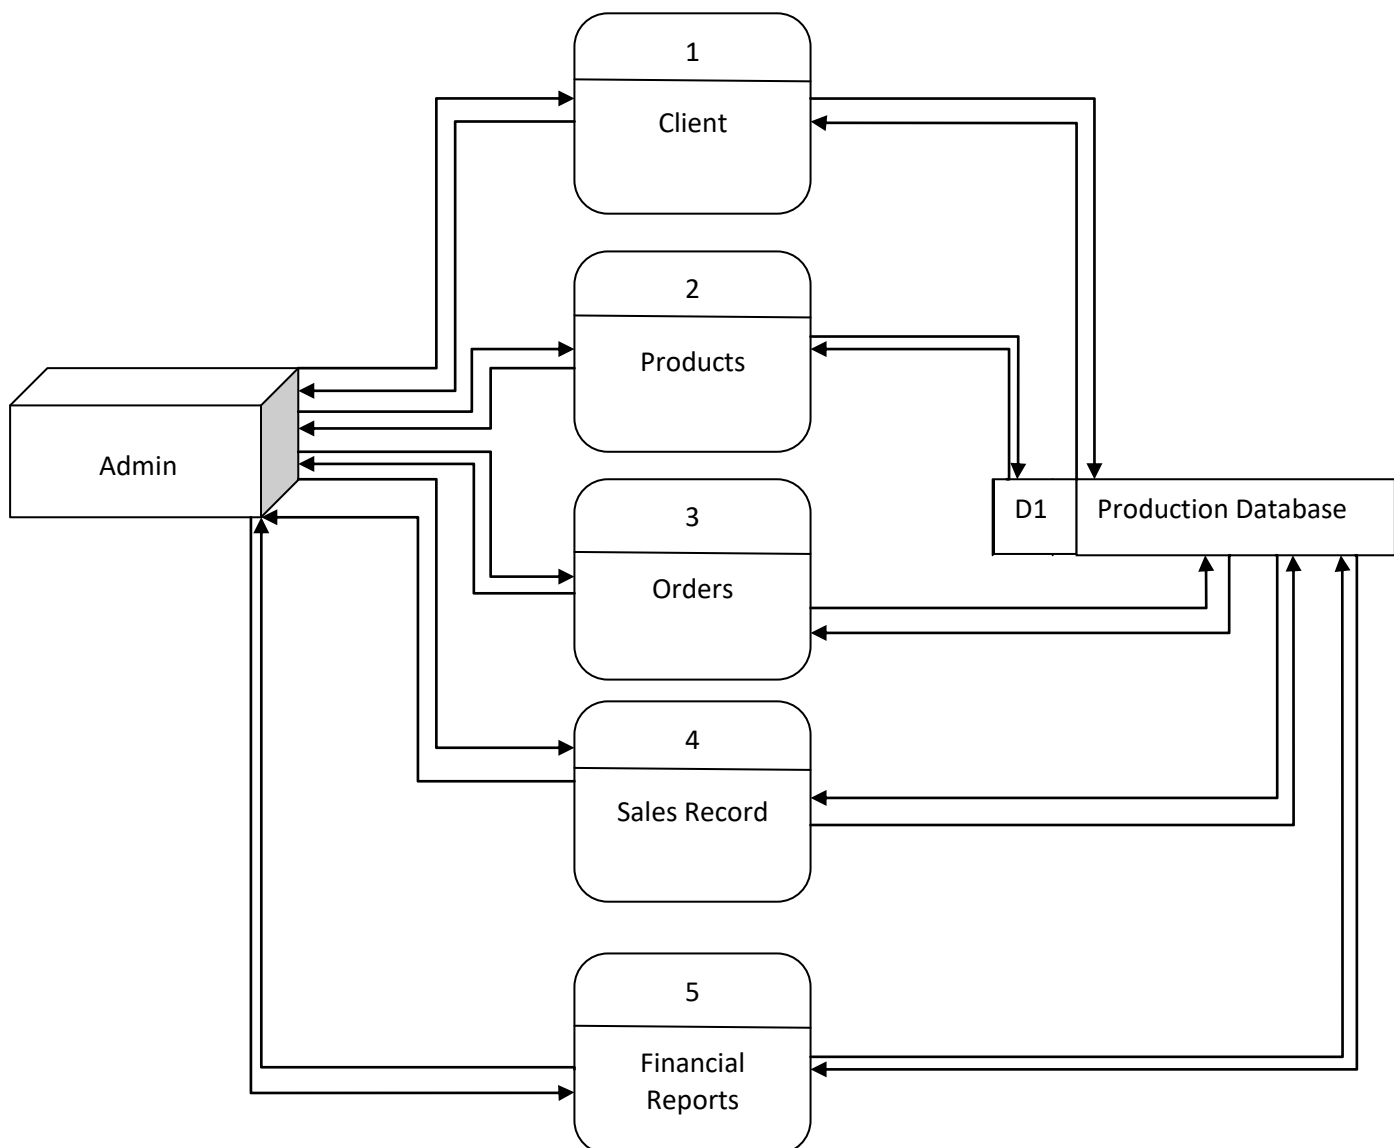 1
Client
2
Products
Admin
3
Orders
D1
Production Database
4
Sales Record
5
Financial
Reports